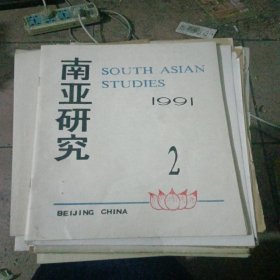 南亚研究
SOUTH ASIAN
STUDIES
1991
2
BEIJING CHINA